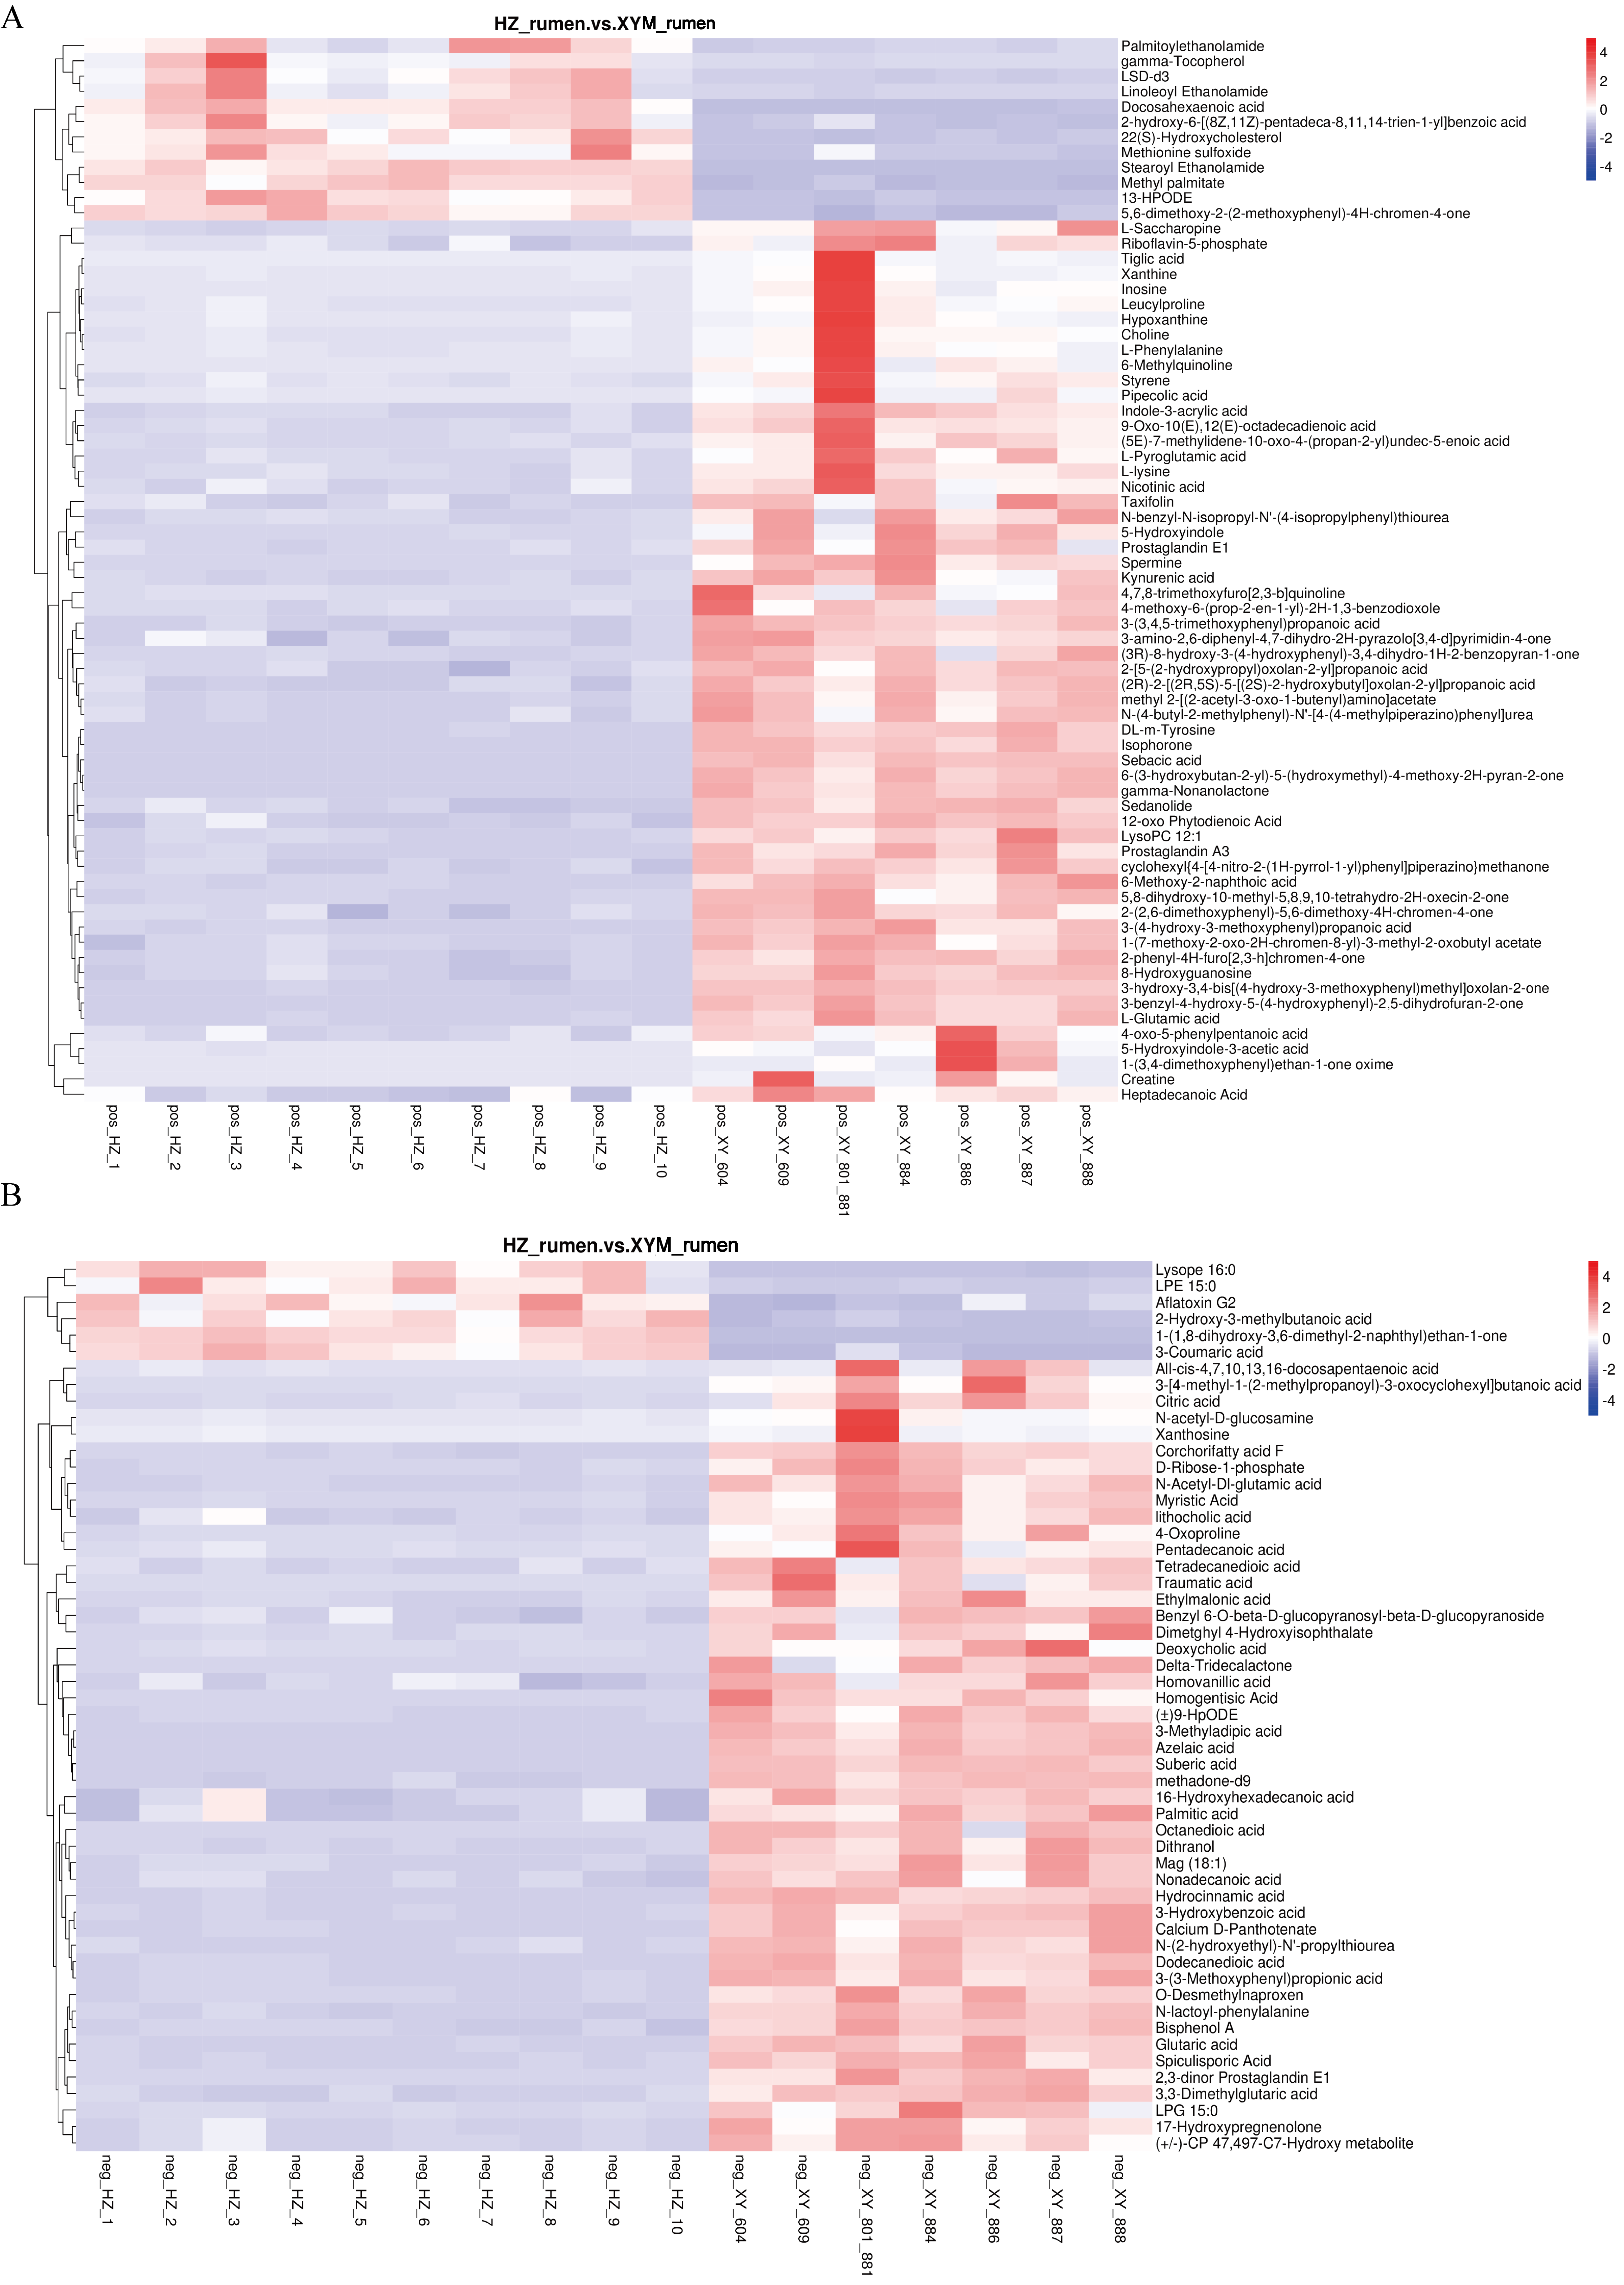 A
HZ_rumen.vs.XYM_rumen
Palmitoylethanolamide
gamma-Tocopherol
LSD-d3
Linoleoyl Ethanolamide
Docosahexaenoic acid
2-hydroxy-6-[(8Z,11Z)-pentadeca-8,11,14-trien-1-yl]benzoic acid
22(S)-Hydroxycholesterol
Methionine sulfoxide
Stearoyl Ethanolamide
Methyl palmitate
13-HPODE
5,6-dimethoxy-2-(2-methoxyphenyl)-4H-chromen-4-one
L-Saccharopine
Riboflavin-5-phosphate
Tiglic acid
Xanthine
Inosine
Leucylproline
Hypoxanthine
Choline
L-Phenylalanine
6-Methylquinoline
Styrene
Pipecolic acid
Indole-3-acrylic acid
9-Oxo-10(E),12(E)-octadecadienoic acid
(5E)-7-methylidene-10-oxo-4-(propan-2-yl)undec-5-enoic acid
L-Pyroglutamic acid
L-lysine
Nicotinic acid
Taxifolin
N-benzyl-N-isopropyl-N'-(4-isopropylphenyl)thiourea
5-Hydroxyindole
Prostaglandin E1
Spermine
Kynurenic acid
4,7,8-trimethoxyfuro[2,3-b]quinoline
4-methoxy-6-(prop-2-en-1-yl)-2H-1,3-benzodioxole
3-(3,4,5-trimethoxyphenyl)propanoic acid
3-amino-2,6-diphenyl-4,7-dihydro-2H-pyrazolo[3,4-d]pyrimidin-4-one
(3R)-8-hydroxy-3-(4-hydroxyphenyl)-3,4-dihydro-1H-2-benzopyran-1-one
2-[5-(2-hydroxypropyl)oxolan-2-yl]propanoic acid
(2R)-2-[(2R,5S)-5-[(2S)-2-hydroxybutyl]oxolan-2-yl]propanoic acid
methyl 2-[(2-acetyl-3-oxo-1-butenyl)amino]acetate
N-(4-butyl-2-methylphenyl)-N'-[4-(4-methylpiperazino)phenyl]urea
DL-m-Tyrosine
Isophorone
Sebacic acid
6-(3-hydroxybutan-2-yl)-5-(hydroxymethyl)-4-methoxy-2H-pyran-2-one
gamma-Nonanolactone
Sedanolide
12-oxo Phytodienoic Acid
LysoPC 12:1
Prostaglandin A3
cyclohexyl{4-[4-nitro-2-(1H-pyrrol-1-yl)phenyl]piperazino}methanone
6-Methoxy-2-naphthoic acid
5,8-dihydroxy-10-methyl-5,8,9,10-tetrahydro-2H-oxecin-2-one
2-(2,6-dimethoxyphenyl)-5,6-dimethoxy-4H-chromen-4-one
3-(4-hydroxy-3-methoxyphenyl)propanoic acid
1-(7-methoxy-2-oxo-2H-chromen-8-yl)-3-methyl-2-oxobutyl acetate
2-phenyl-4H-furo[2,3-h]chromen-4-one
8-Hydroxyguanosine
3-hydroxy-3,4-bis[(4-hydroxy-3-methoxyphenyl)methyl]oxolan-2-one
3-benzyl-4-hydroxy-5-(4-hydroxyphenyl)-2,5-dihydrofuran-2-one
L-Glutamic acid
4-oxo-5-phenylpentanoic acid
5-Hydroxyindole-3-acetic acid
1-(3,4-dimethoxyphenyl)ethan-1-one oxime
Creatine
Heptadecanoic Acid
4
2
0
-2
-4
pos_HZ_1
pos_HZ_2
pos_HZ_3
pos_HZ_4
pos_HZ_5
pos_HZ_6
pos_HZ_7
pos_HZ_8
pos_HZ_9
pos_HZ_10
pos_XY_604
pos_XY_609
pos_XY_801_881
pos_XY_884
pos_XY_886
pos_XY_887
pos_XY_888
B
HZ_rumen.vs.XYM_rumen
Lysope 16:0
LPE 15:0
Aflatoxin G2
2-Hydroxy-3-methylbutanoic acid
1-(1,8-dihydroxy-3,6-dimethyl-2-naphthyl)ethan-1-one
3-Coumaric acid
All-cis-4,7,10,13,16-docosapentaenoic acid
3-[4-methyl-1-(2-methylpropanoyl)-3-oxocyclohexyl]butanoic acid
Citric acid
N-acetyl-D-glucosamine
Xanthosine
Corchorifatty acid F
D-Ribose-1-phosphate
N-Acetyl-Dl-glutamic acid
Myristic Acid
lithocholic acid
4-Oxoproline
Pentadecanoic acid
Tetradecanedioic acid
Traumatic acid
Ethylmalonic acid
Benzyl 6-O-beta-D-glucopyranosyl-beta-D-glucopyranoside
Dimetghyl 4-Hydroxyisophthalate
Deoxycholic acid
Delta-Tridecalactone
Homovanillic acid
Homogentisic Acid
(±)9-HpODE
3-Methyladipic acid
Azelaic acid
Suberic acid
methadone-d9
16-Hydroxyhexadecanoic acid
Palmitic acid
Octanedioic acid
Dithranol
Mag (18:1)
Nonadecanoic acid
Hydrocinnamic acid
3-Hydroxybenzoic acid
Calcium D-Panthotenate
N-(2-hydroxyethyl)-N'-propylthiourea
Dodecanedioic acid
3-(3-Methoxyphenyl)propionic acid
O-Desmethylnaproxen
N-lactoyl-phenylalanine
Bisphenol A
Glutaric acid
Spiculisporic Acid
2,3-dinor Prostaglandin E1
3,3-Dimethylglutaric acid
LPG 15:0
17-Hydroxypregnenolone
(+/-)-CP 47,497-C7-Hydroxy metabolite
4
2
0
-2
-4
neg_HZ_1
neg_HZ_2
neg_HZ_3
neg_HZ_4
neg_HZ_5
neg_HZ_6
neg_HZ_7
neg_HZ_8
neg_HZ_9
neg_HZ_10
neg_XY_604
neg_XY_609
neg_XY_801_881
neg_XY_884
neg_XY_886
neg_XY_887
neg_XY_888